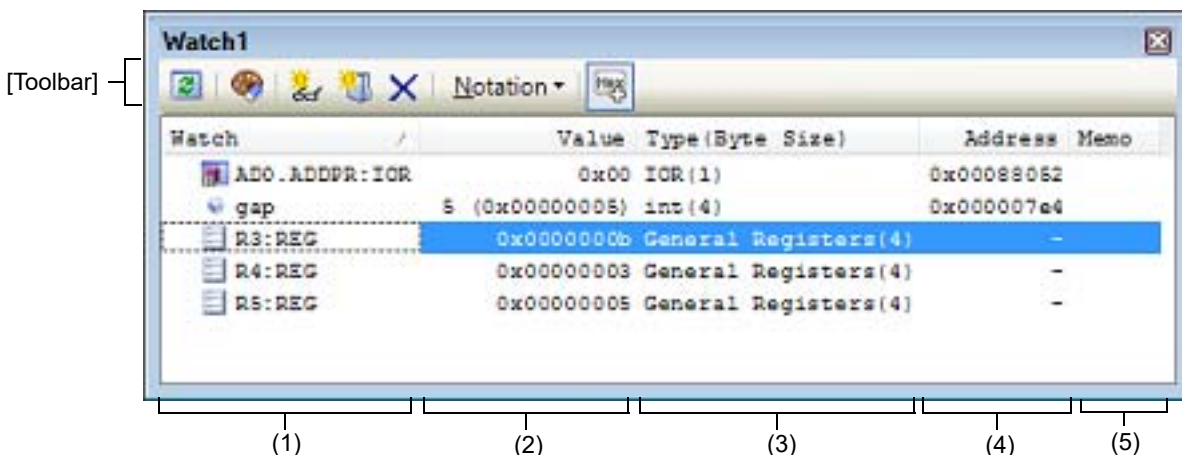 Watch1
[Toolbar]
Notation
Hex
Watch Value Type(Byte Size) Address Memo
AD0.ADDPR:IOR 0x00 IOR(1) 0x00088052
gap 5 (0x00000005) int(4) 0x000007e4
R3:REG 0x0000000b General Registers(4) -
R4:REG 0x00000003 General Registers(4) -
R5:REG 0x00000005 General Registers(4) -
(1) (2) (3) (4) (5)